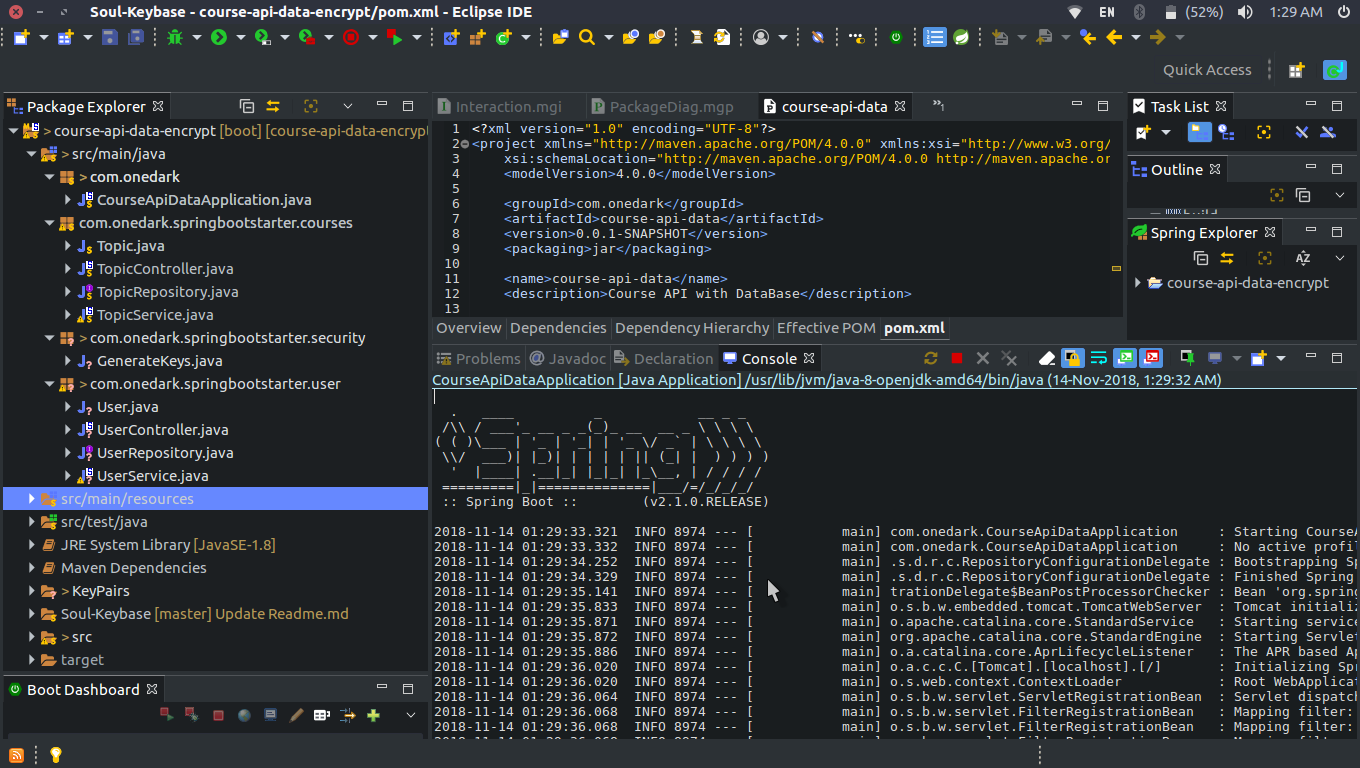 Soul-Keybase - course-api-data-encrypt/pom.xml - Eclipse IDE
EN (52%) 1:29 AM
Quick Access
Package Explorer
> course-api-data-encrypt [boot] [course-api-data-encrypt
> src/main/java
> com.onedark
CourseApiDataApplication.java
com.onedark.springbootstarter.courses
Topic.java
TopicController.java
TopicRepository.java
TopicService.java
> com.onedark.springbootstarter.security
GenerateKeys.java
> com.onedark.springbootstarter.user
User.java
UserController.java
UserRepository.java
UserService.java
src/main/resources
src/test/java
JRE System Library [JavaSE-1.8]
Maven Dependencies
> KeyPairs
Soul-Keybase [master] Update Readme.md
> src
target
Boot Dashboard
Interaction.mgi PackageDiag.mgp course-api-data »1
1 <?xml version="1.0" encoding="UTF-8"?>
2 <project xmlns="http://maven.apache.org/POM/4.0.0" xmlns:xsi="http://www.w3.org/
3 xsi:schemaLocation="http://maven.apache.org/POM/4.0.0 http://maven.apache.or
4 <modelVersion>4.0.0</modelVersion>
5
6 <groupId>com.onedark</groupId>
7 <artifactId>course-api-data</artifactId>
8 <version>0.0.1-SNAPSHOT</version>
9 <packaging>jar</packaging>
10
11 <name>course-api-data</name>
12 <description>Course API with DataBase</description>
13
Overview Dependencies Dependency Hierarchy Effective POM pom.xml
Problems Javadoc Declaration Console
CourseApiDataApplication [Java Application] /usr/lib/jvm/java-8-openjdk-amd64/bin/java (14-Nov-2018, 1:29:32 AM)
  .   ____          _            __ _ _
 /\\ / ___'_ __ _ _(_)_ __  __ _ \ \ \ \
( ( )\___ | '_ | '_| | '_ \/ _` | \ \ \ \
 \\/  ___)| |_)| | | | | || (_| |  ) ) ) )
  '  |____| .__|_| |_|_| |_\__, | / / / /
 =========|_|==============|___/=/_/_/_/
 :: Spring Boot ::        (v2.1.0.RELEASE)
2018-11-14 01:29:33.321 INFO 8974 --- [ main] com.onedark.CourseApiDataApplication : Starting CourseA
2018-11-14 01:29:33.332 INFO 8974 --- [ main] com.onedark.CourseApiDataApplication : No active profil
2018-11-14 01:29:34.252 INFO 8974 --- [ main] .s.d.r.c.RepositoryConfigurationDelegate : Bootstrapping Sp
2018-11-14 01:29:34.329 INFO 8974 --- [ main] .s.d.r.c.RepositoryConfigurationDelegate : Finished Spring
2018-11-14 01:29:35.141 INFO 8974 --- [ main] trationDelegate$BeanPostProcessorChecker : Bean 'org.spring
2018-11-14 01:29:35.833 INFO 8974 --- [ main] o.s.b.w.embedded.tomcat.TomcatWebServer : Tomcat initializ
2018-11-14 01:29:35.871 INFO 8974 --- [ main] o.apache.catalina.core.StandardService : Starting service
2018-11-14 01:29:35.872 INFO 8974 --- [ main] org.apache.catalina.core.StandardEngine : Starting Servlet
2018-11-14 01:29:35.886 INFO 8974 --- [ main] o.a.catalina.core.AprLifecycleListener : The APR based Ap
2018-11-14 01:29:36.020 INFO 8974 --- [ main] o.a.c.c.C.[Tomcat].[localhost].[/] : Initializing Spr
2018-11-14 01:29:36.020 INFO 8974 --- [ main] o.s.web.context.ContextLoader : Root WebApplicat
2018-11-14 01:29:36.064 INFO 8974 --- [ main] o.s.b.w.servlet.ServletRegistrationBean : Servlet dispatch
2018-11-14 01:29:36.068 INFO 8974 --- [ main] o.s.b.w.servlet.FilterRegistrationBean : Mapping filter:
2018-11-14 01:29:36.068 INFO 8974 --- [ main] o.s.b.w.servlet.FilterRegistrationBean : Mapping filter:
Task List
Outline
Spring Explorer
AZ
course-api-data-encrypt